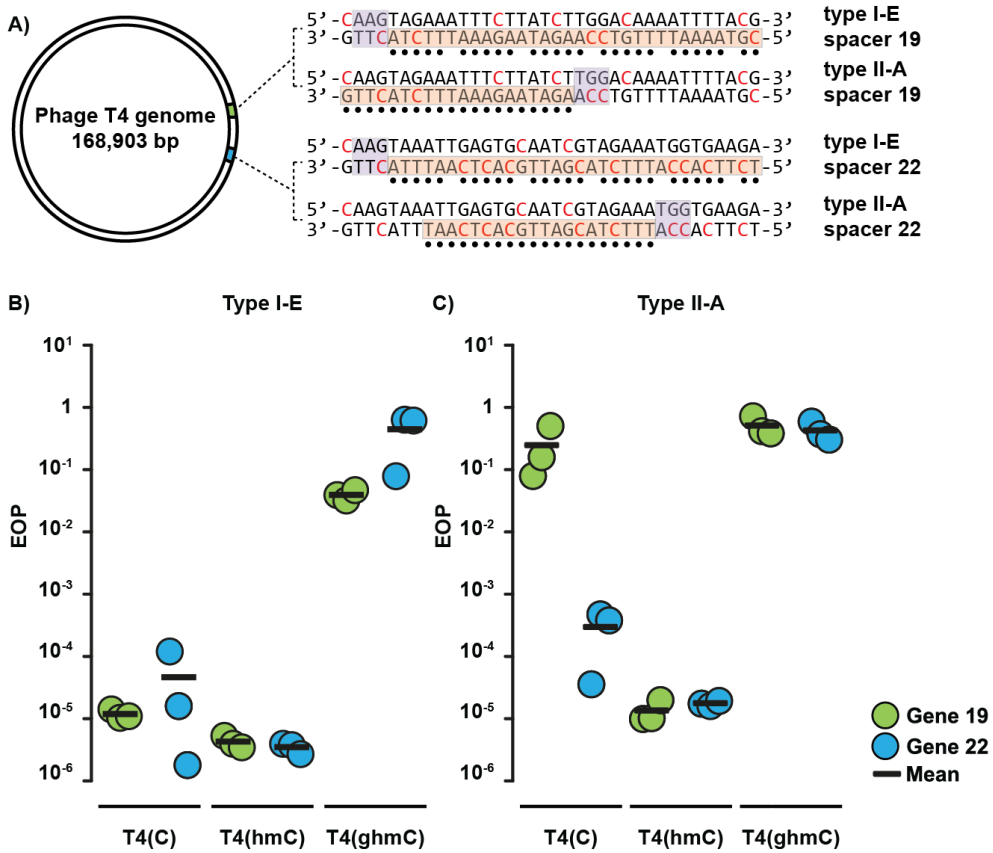 A)
Phage T4 genome
168,903 bp
5’-CAAGTAGAAATTTCTTATCTTGGACAAAATTTTACG-3’ type I-E
3’-GTTCATCTTTAAAGAATAGAACCTGTTTTAAAATGC-5’ spacer 19
5’-CAAGTAGAAATTTCTTATCTTGGACAAAATTTTACG-3’ type II-A
3’-GTTCATCTTTAAAGAATAGAACCTGTTTTAAAATGC-5’ spacer 19
5’-CAAGTAAATTGAGTGCAATCGTAGAAATGGTGAAGA-3’ type I-E
3’-GTTCATTTAACTCACGTTAGCATCTTTACCACTTCT-5’ spacer 22
5’-CAAGTAAATTGAGTGCAATCGTAGAAATGGTGAAGA-3’ type II-A
3’-GTTCATTTAACTCACGTTAGCATCTTTACCACTTCT-5’ spacer 22
B) Type I-E
EOP
10¹
1
10⁻¹
10⁻²
10⁻³
10⁻⁴
10⁻⁵
10⁻⁶
T4(C) T4(hmC) T4(ghmC)
C) Type II-A
EOP
10¹
1
10⁻¹
10⁻²
10⁻³
10⁻⁴
10⁻⁵
10⁻⁶
T4(C) T4(hmC) T4(ghmC)
Gene 19
Gene 22
Mean